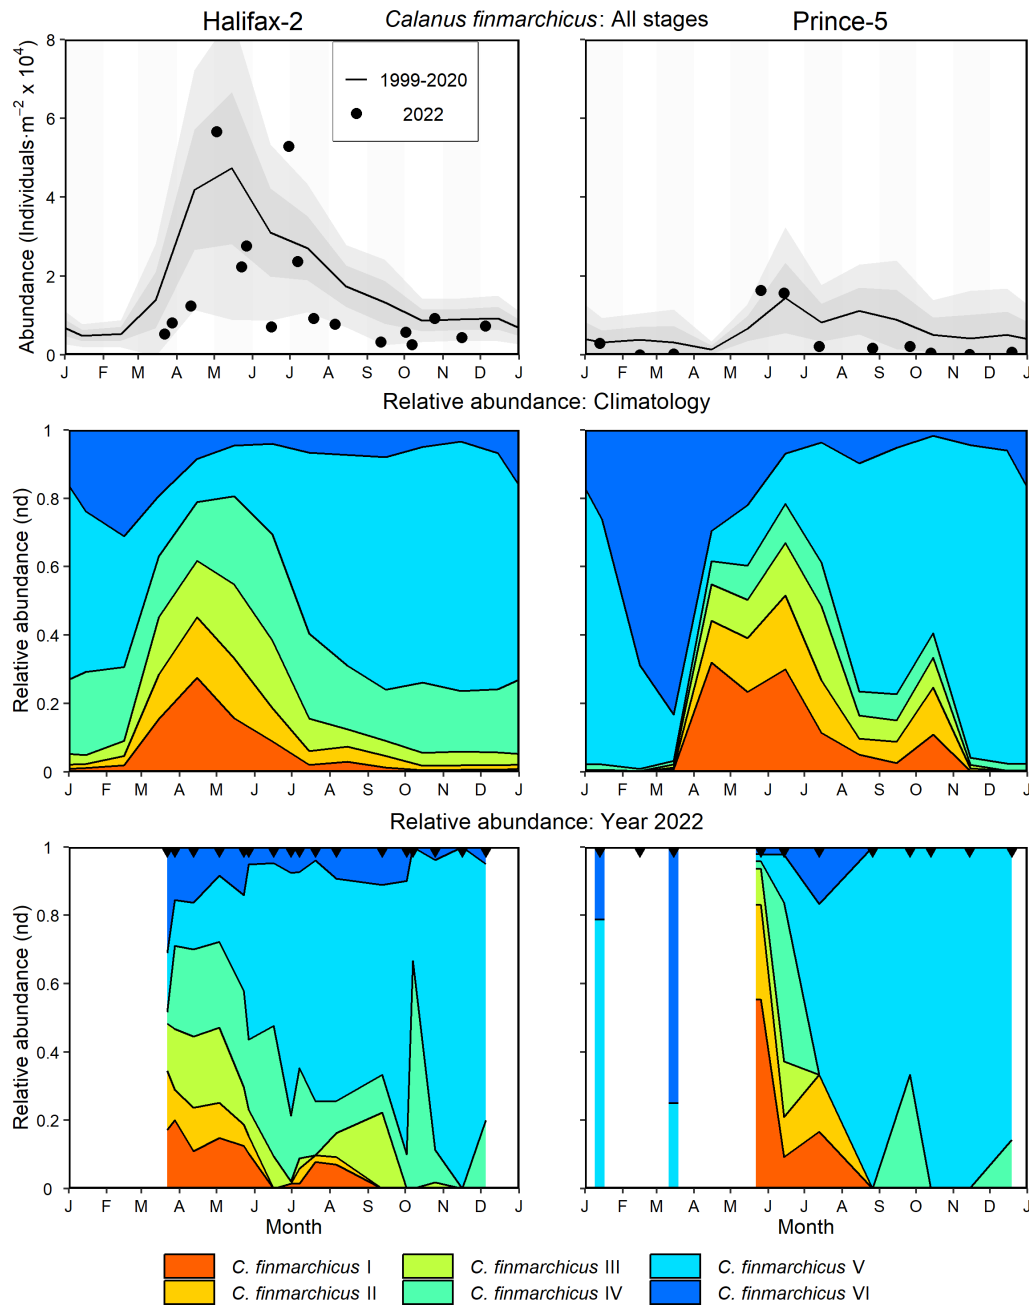 Halifax-2 Calanus finmarchicus: All stages Prince-5
Abundance (Individuals·m⁻² x 10⁴)
8
6
4
2
0
1999-2020
2022
J F M A M J J A S O N D J
J F M A M J J A S O N D J
Relative abundance: Climatology
Relative abundance (nd)
1
0.8
0.6
0.4
0.2
0
J F M A M J J A S O N D J
J F M A M J J A S O N D J
Relative abundance: Year 2022
Relative abundance (nd)
1
0.8
0.6
0.4
0.2
0
J F M A M J J A S O N D
J F M A M J J A S O N D J
Month Month
C. finmarchicus I C. finmarchicus III C. finmarchicus V
C. finmarchicus II C. finmarchicus IV C. finmarchicus VI